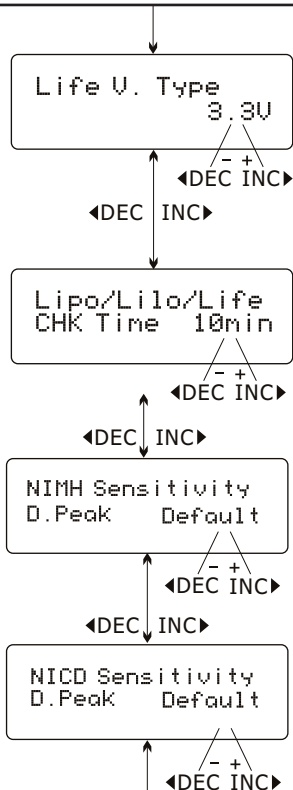 Life V. Type
3.3V
- +
◀DEC INC▶
◀DEC INC▶
Lipo/Lilo/Life
CHK Time 10min
- +
◀DEC INC▶
◀DEC INC▶
NIMH Sensitivity
D.Peak Default
- +
◀DEC INC▶
◀DEC INC▶
NICD Sensitivity
D.Peak Default
- +
◀DEC INC▶